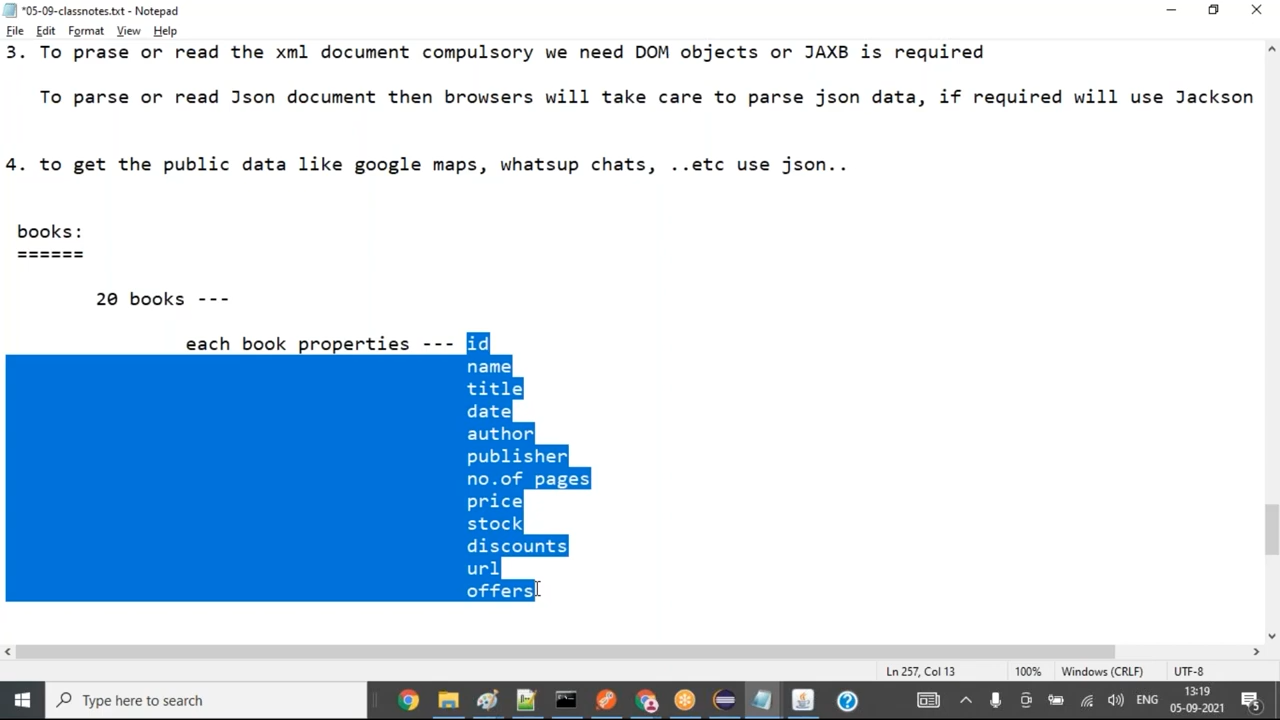 *05-09-classnotes.txt - Notepad
File Edit Format View Help
3. To prase or read the xml document compulsory we need DOM objects or JAXB is required
To parse or read Json document then browsers will take care to parse json data, if required will use Jackson
4. to get the public data like google maps, whatsup chats, ..etc use json..
books:
======
20 books ---
each book properties --- id
name
title
date
author
publisher
no.of pages
price
stock
discounts
url
offers
Ln 257, Col 13 100% Windows (CRLF) UTF-8
Type here to search
ENG
13:19
05-09-2021
5